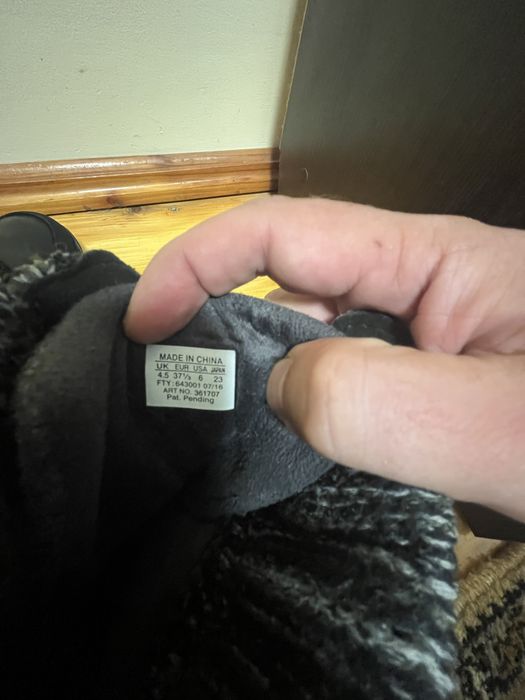 MADE IN CHINA
UK EUR USA JAPAN
4.5 37⅓ 6 23
FTY: 643001 07/16
ART NO. 361707
Pat. Pending